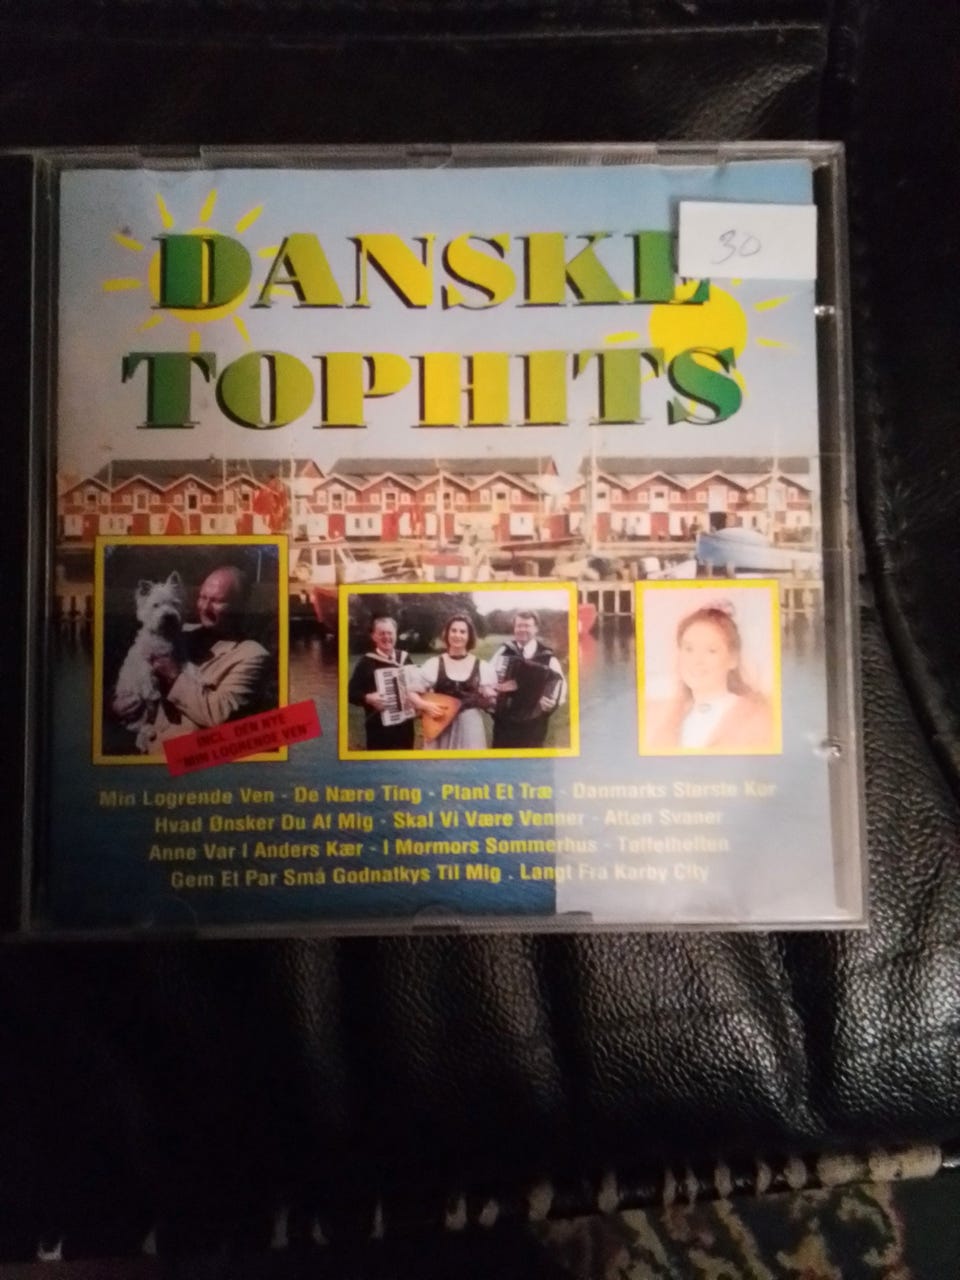 DANSKE
30
TOPHITS
INCL. DEN NYE
"MIN LOGRENDE VEN"
Min Logrende Ven - De Nære Ting - Plant Et Træ - Danmarks Største Kor
Hvad Ønsker Du Af Mig - Skal Vi Være Venner - Atten Svaner
Anne Var I Anders Kær - I Mormors Sommerhus - Tøffelhelten
Gem Et Par Små Godnatkys Til Mig . Langt Fra Karby City